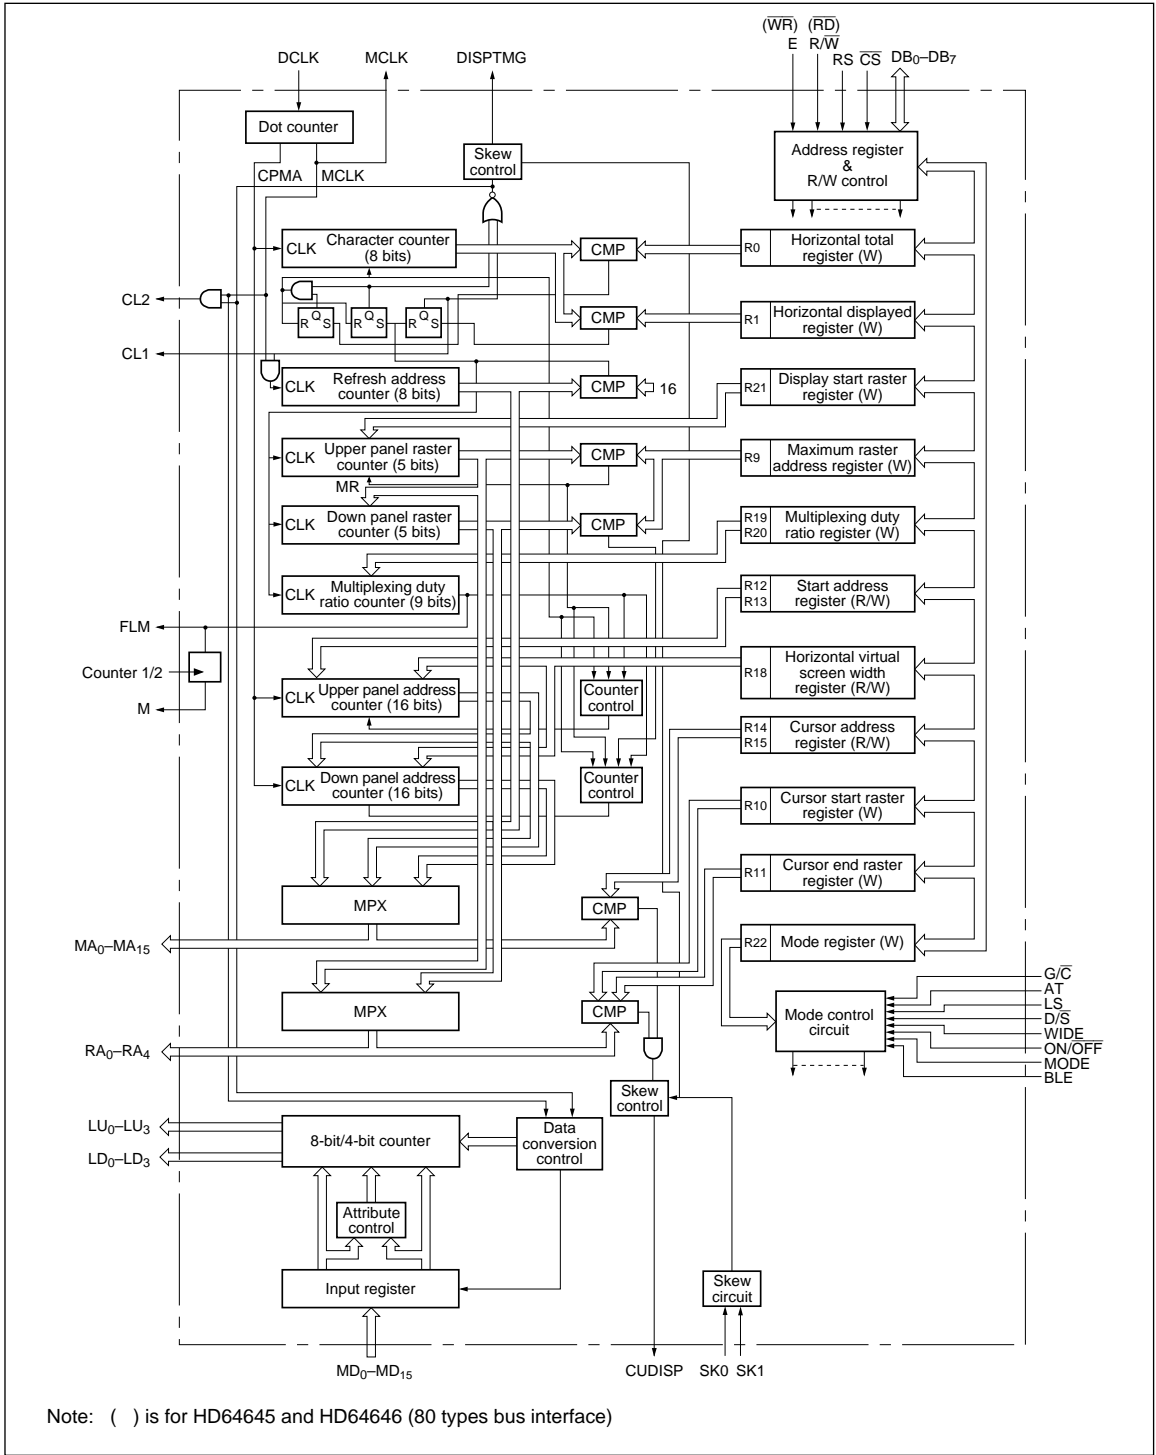 (W̅R̅) (R̅D̅)
E R/W̅
RS C̅S̅ DB0–DB7
DCLK MCLK DISPTMG
Dot counter
Skew
control
Address register
&
R/W control
CPMA MCLK
CLK Character counter
(8 bits)
CMP
R0 Horizontal total
register (W)
CL2
R Q S
R Q S
R Q S
CMP
R1 Horizontal displayed
register (W)
CL1
CLK Refresh address
counter (8 bits)
CMP
16
R21 Display start raster
register (W)
CLK Upper panel raster
counter (5 bits)
CMP
R9 Maximum raster
address register (W)
MR
CLK Down panel raster
counter (5 bits)
CMP
R19 R20 Multiplexing duty
ratio register (W)
CLK Multiplexing duty
ratio counter (9 bits)
R12 R13 Start address
register (R/W)
FLM
Counter 1/2
M
CLK Upper panel address
counter (16 bits)
Counter
control
R18 Horizontal virtual
screen width
register (R/W)
R14 R15 Cursor address
register (R/W)
CLK Down panel address
counter (16 bits)
Counter
control
R10 Cursor start raster
register (W)
R11 Cursor end raster
register (W)
MPX
CMP
MA0–MA15
R22 Mode register (W)
MPX
CMP
RA0–RA4
Mode control
circuit
G/C̅
AT
LS
D/S̅
WIDE
ON/O̅F̅F̅
MODE
BLE
Skew
control
LU0–LU3
LD0–LD3
8-bit/4-bit counter
Data
conversion
control
Attribute
control
Input register
Skew
circuit
MD0–MD15
CUDISP SK0 SK1
Note: ( ) is for HD64645 and HD64646 (80 types bus interface)